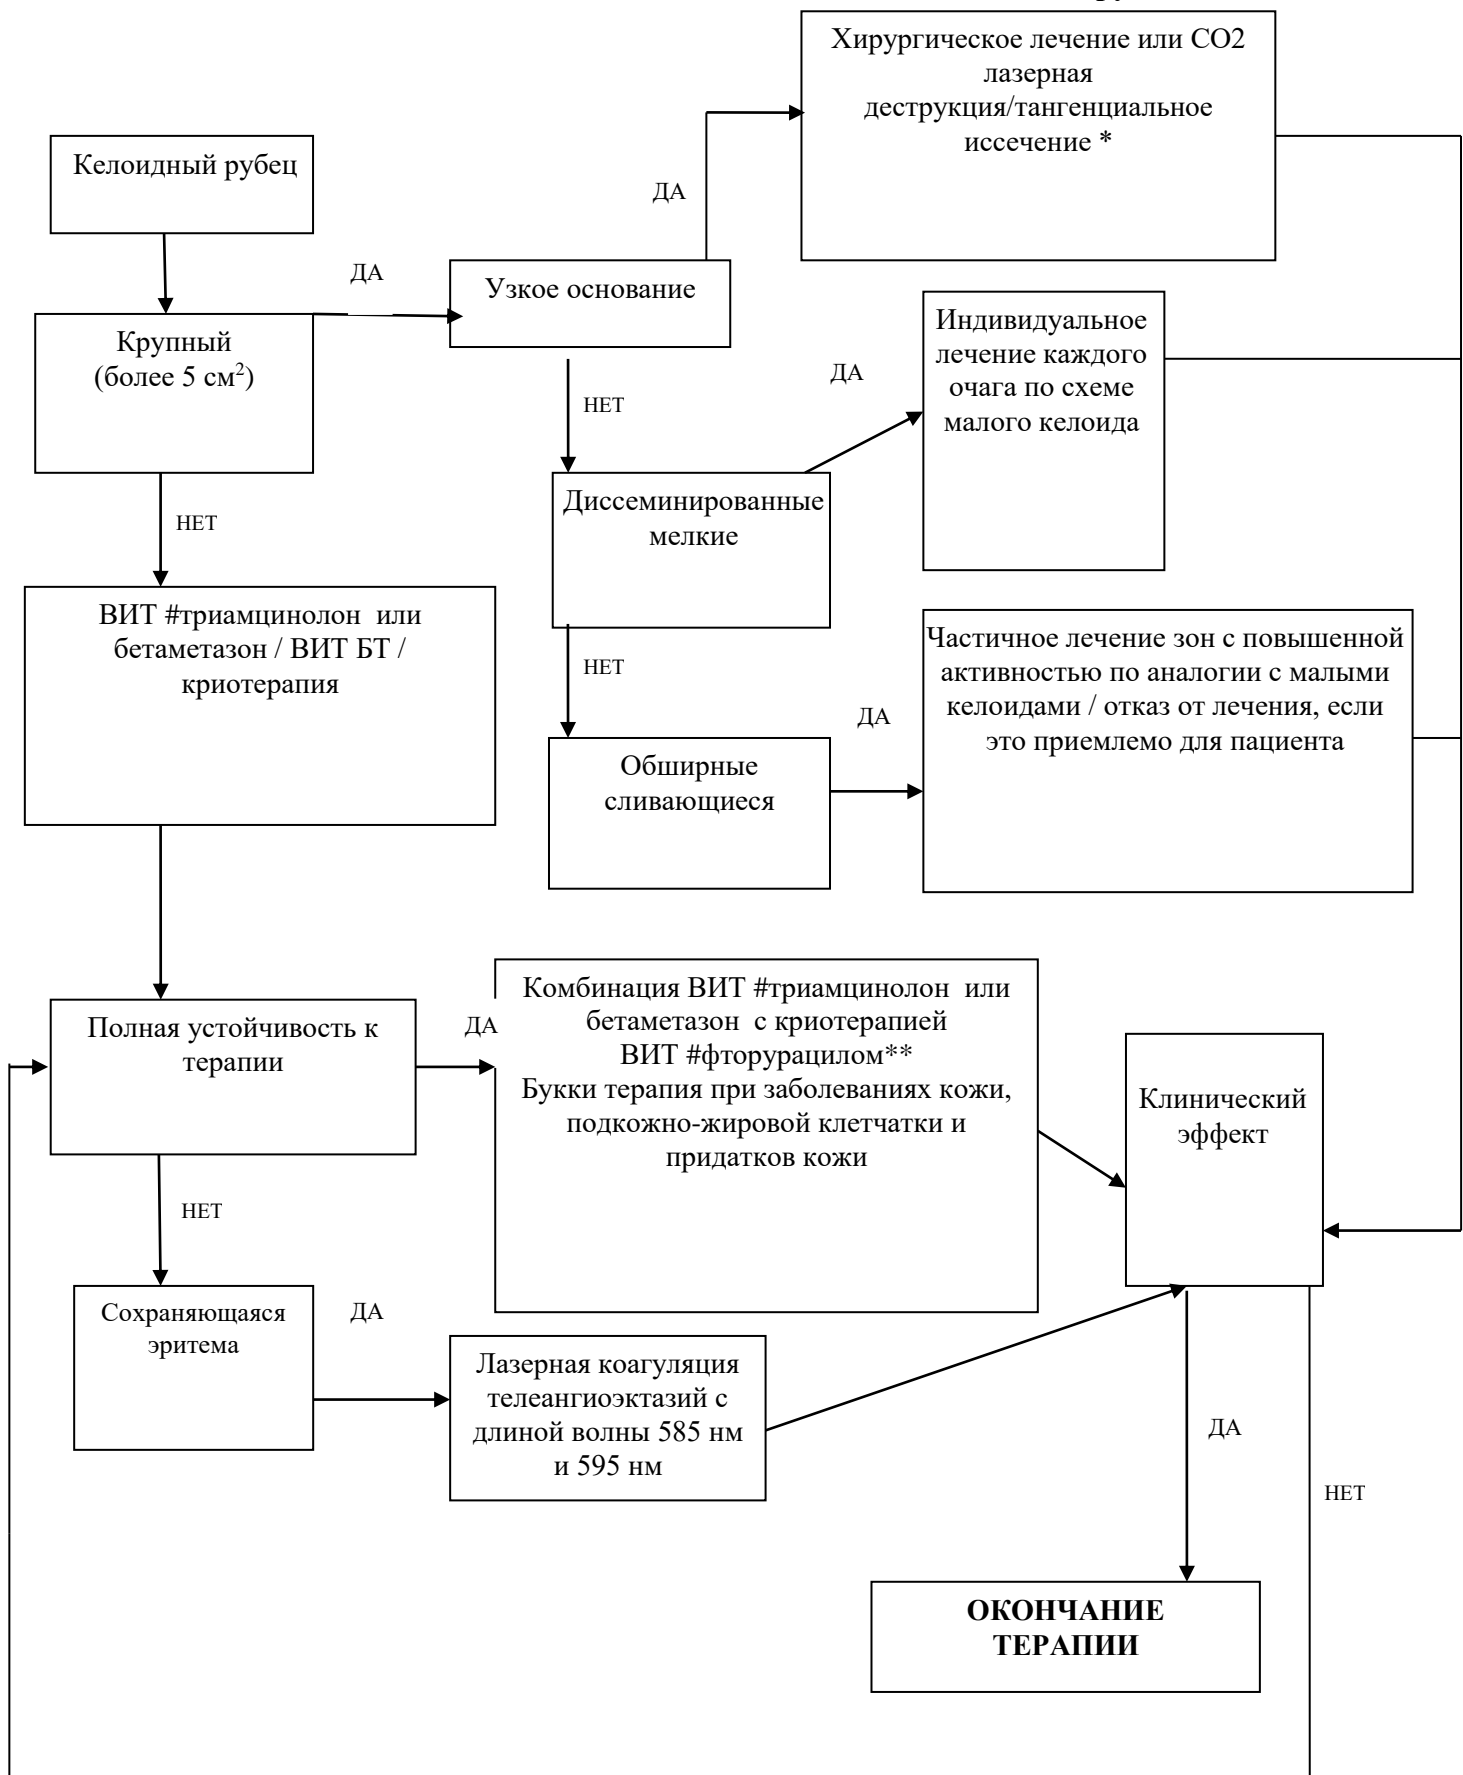 Хирургическое лечение или СО2
лазерная
деструкция/тангенциальное
иссечение *
Келоидный рубец
ДА
ДА
Узкое основание
Крупный
(более 5 см²)
НЕТ
ДА
Индивидуальное
лечение каждого
очага по схеме
малого келоида
Диссеминированные
мелкие
НЕТ
ВИТ #триамцинолон или
бетаметазон / ВИТ БТ /
криотерапия
НЕТ
Частичное лечение зон с повышенной
активностью по аналогии с малыми
келоидами / отказ от лечения, если
это приемлемо для пациента
ДА
Обширные
сливающиеся
Полная устойчивость к
терапии
ДА
Комбинация ВИТ #триамцинолон или
бетаметазон с криотерапией
ВИТ #фторурацилом**
Букки терапия при заболеваниях кожи,
подкожно-жировой клетчатки и
придатков кожи
Клинический
эффект
НЕТ
Сохраняющаяся
эритема
ДА
Лазерная коагуляция
телеангиоэктазий с
длиной волны 585 нм
и 595 нм
ДА
НЕТ
ОКОНЧАНИЕ
ТЕРАПИИ